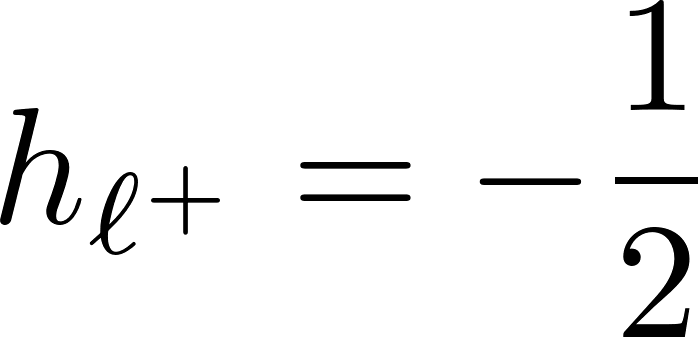 $h_{\ell^+} = -\frac{1}{2}$